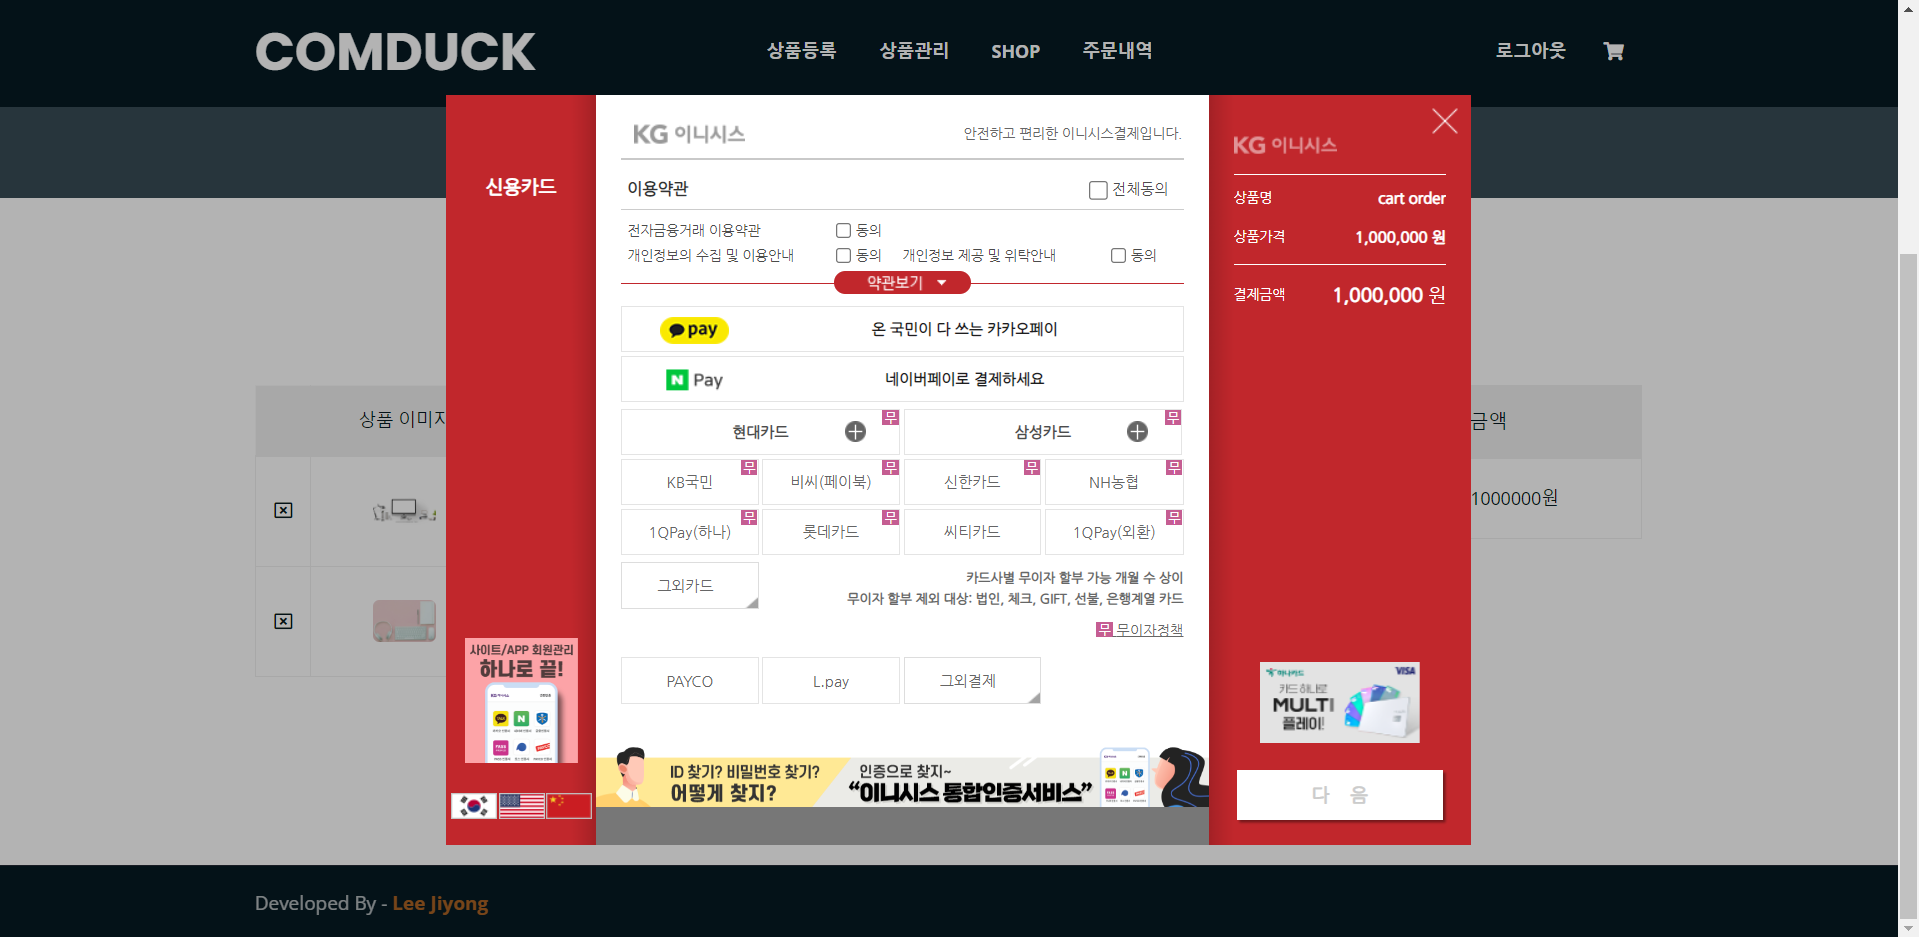 COMDUCK
상품등록
상품관리
SHOP
주문내역
로그아웃
신용카드
사이트/APP 회원관리
하나로 끝!
KG 이니시스
안전하고 편리한 이니시스결제입니다.
이용약관
전체동의
전자금융거래 이용약관
동의
개인정보의 수집 및 이용안내
동의
개인정보 제공 및 위탁안내
동의
약관보기
pay
온 국민이 다 쓰는 카카오페이
N Pay
네이버페이로 결제하세요
현대카드
무
삼성카드
무
KB국민
무
비씨(페이북)
무
신한카드
무
NH농협
무
1QPay(하나)
무
롯데카드
무
씨티카드
1QPay(외환)
무
그외카드
카드사별 무이자 할부 가능 개월 수 상이
무이자 할부 제외 대상: 법인, 체크, GIFT, 선불, 은행계열 카드
무 무이자정책
PAYCO
L.pay
그외결제
ID 찾기? 비밀번호 찾기?
어떻게 찾지?
인증으로 찾지~
“이니시스 통합인증서비스”
KG 이니시스
상품명
cart order
상품가격
1,000,000 원
결제금액
1,000,000 원
하나카드
VISA
카드 하나로
MULTI
플레이!
다 음
상품 이미지
금액
1000000원
Developed By - Lee Jiyong